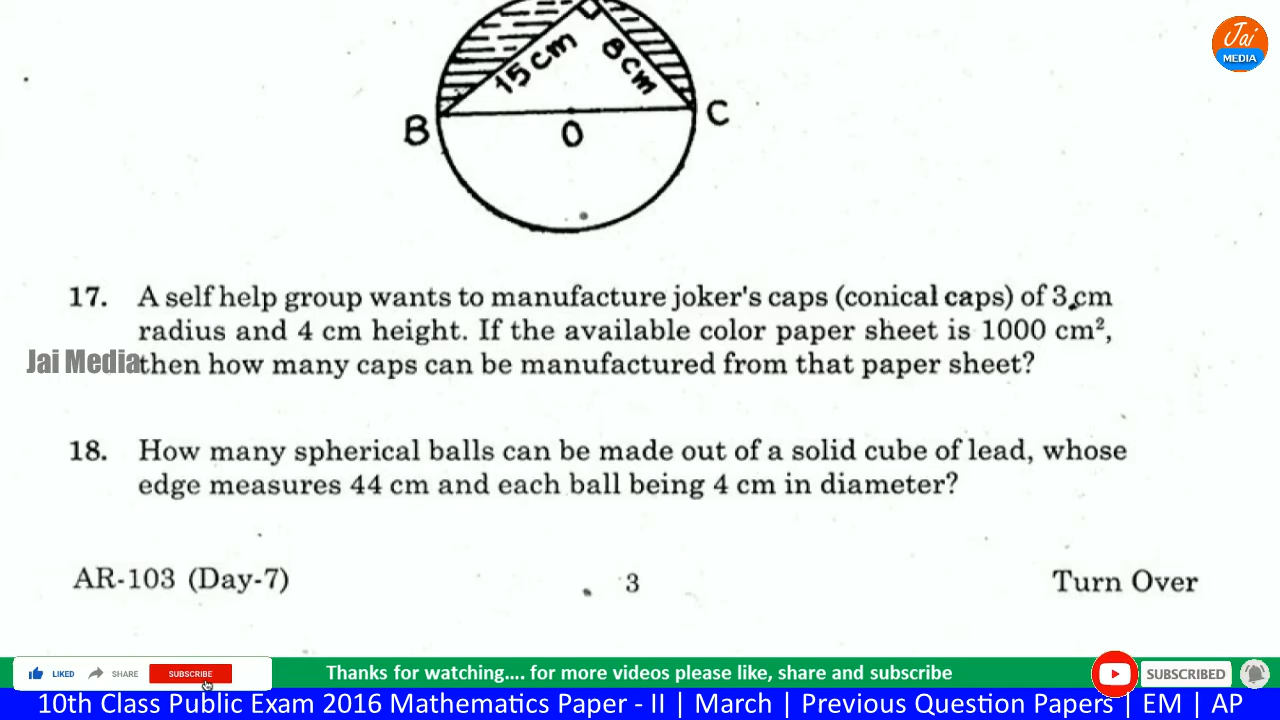 Jai
MEDIA
15 cm
8 cm
B
C
O
17. A self help group wants to manufacture joker's caps (conical caps) of 3 cm
radius and 4 cm height. If the available color paper sheet is 1000 cm²,
Jai Media then how many caps can be manufactured from that paper sheet?
18. How many spherical balls can be made out of a solid cube of lead, whose
edge measures 44 cm and each ball being 4 cm in diameter?
AR-103 (Day-7) 3 Turn Over
LIKED SHARE SUBSCRIBE Thanks for watching.... for more videos please like, share and subscribe SUBSCRIBED
10th Class Public Exam 2016 Mathematics Paper - II | March | Previous Question Papers | EM | AP